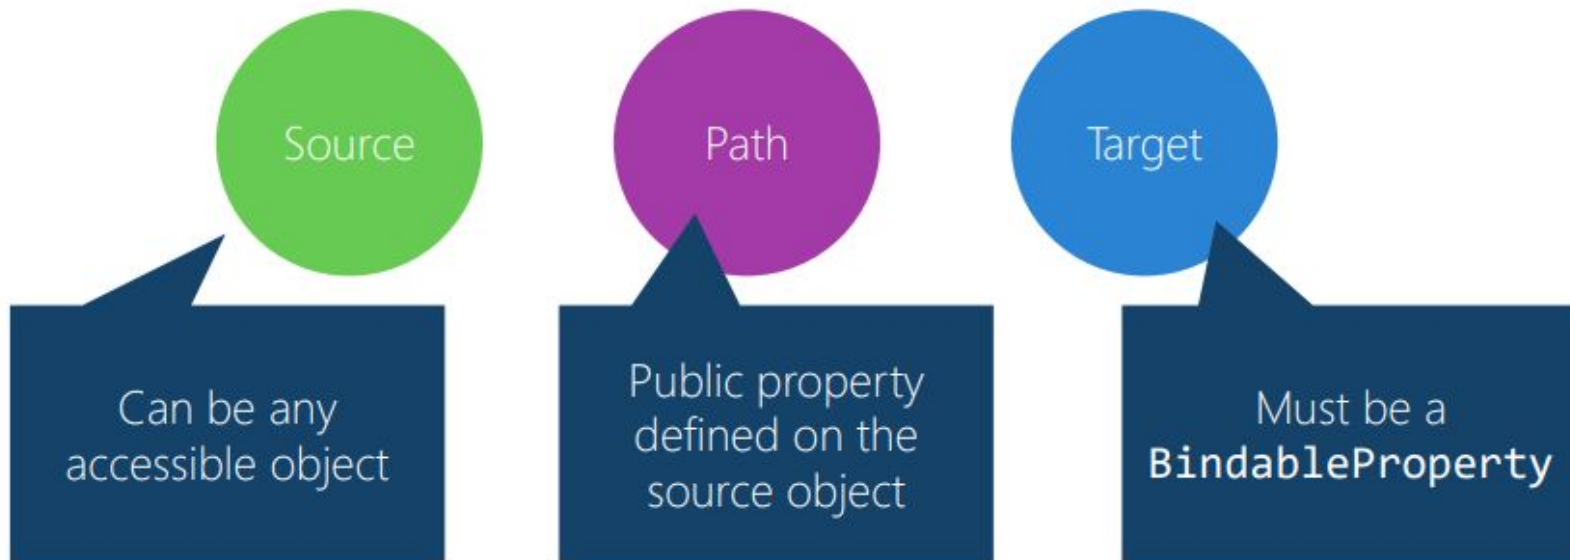 Source
Path
Target
Can be any
accessible object
Public property
defined on the
source object
Must be a
BindableProperty